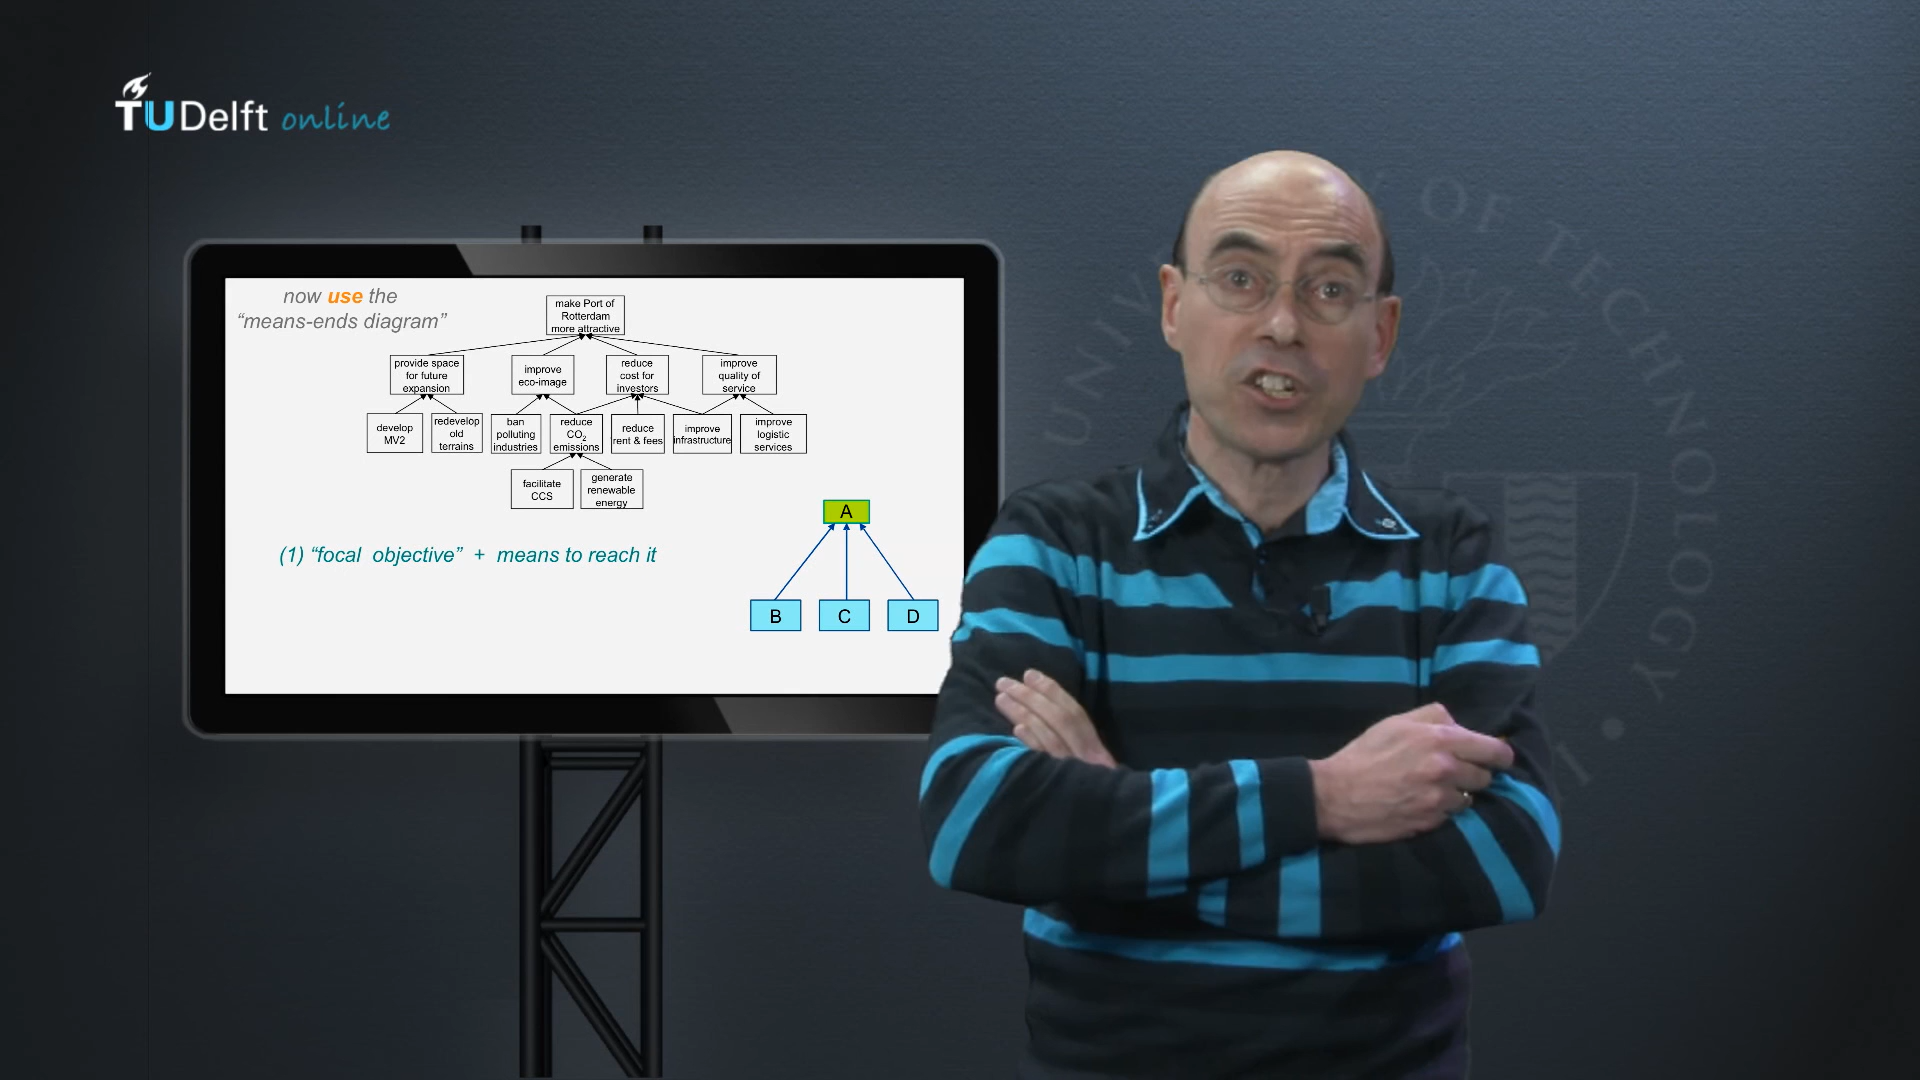 TUDelft online
now use the
"means-ends diagram"
make Port of
Rotterdam
more attractive
provide space
for future
expansion
improve
eco-image
reduce
cost for
investors
improve
quality of
service
develop
MV2
redevelop
old
terrains
ban
polluting
industries
reduce
CO2
emissions
reduce
rent & fees
improve
infrastructure
improve
logistic
services
facilitate
CCS
generate
renewable
energy
A
(1) "focal objective" + means to reach it
B C D
OF TECHNOLOGY